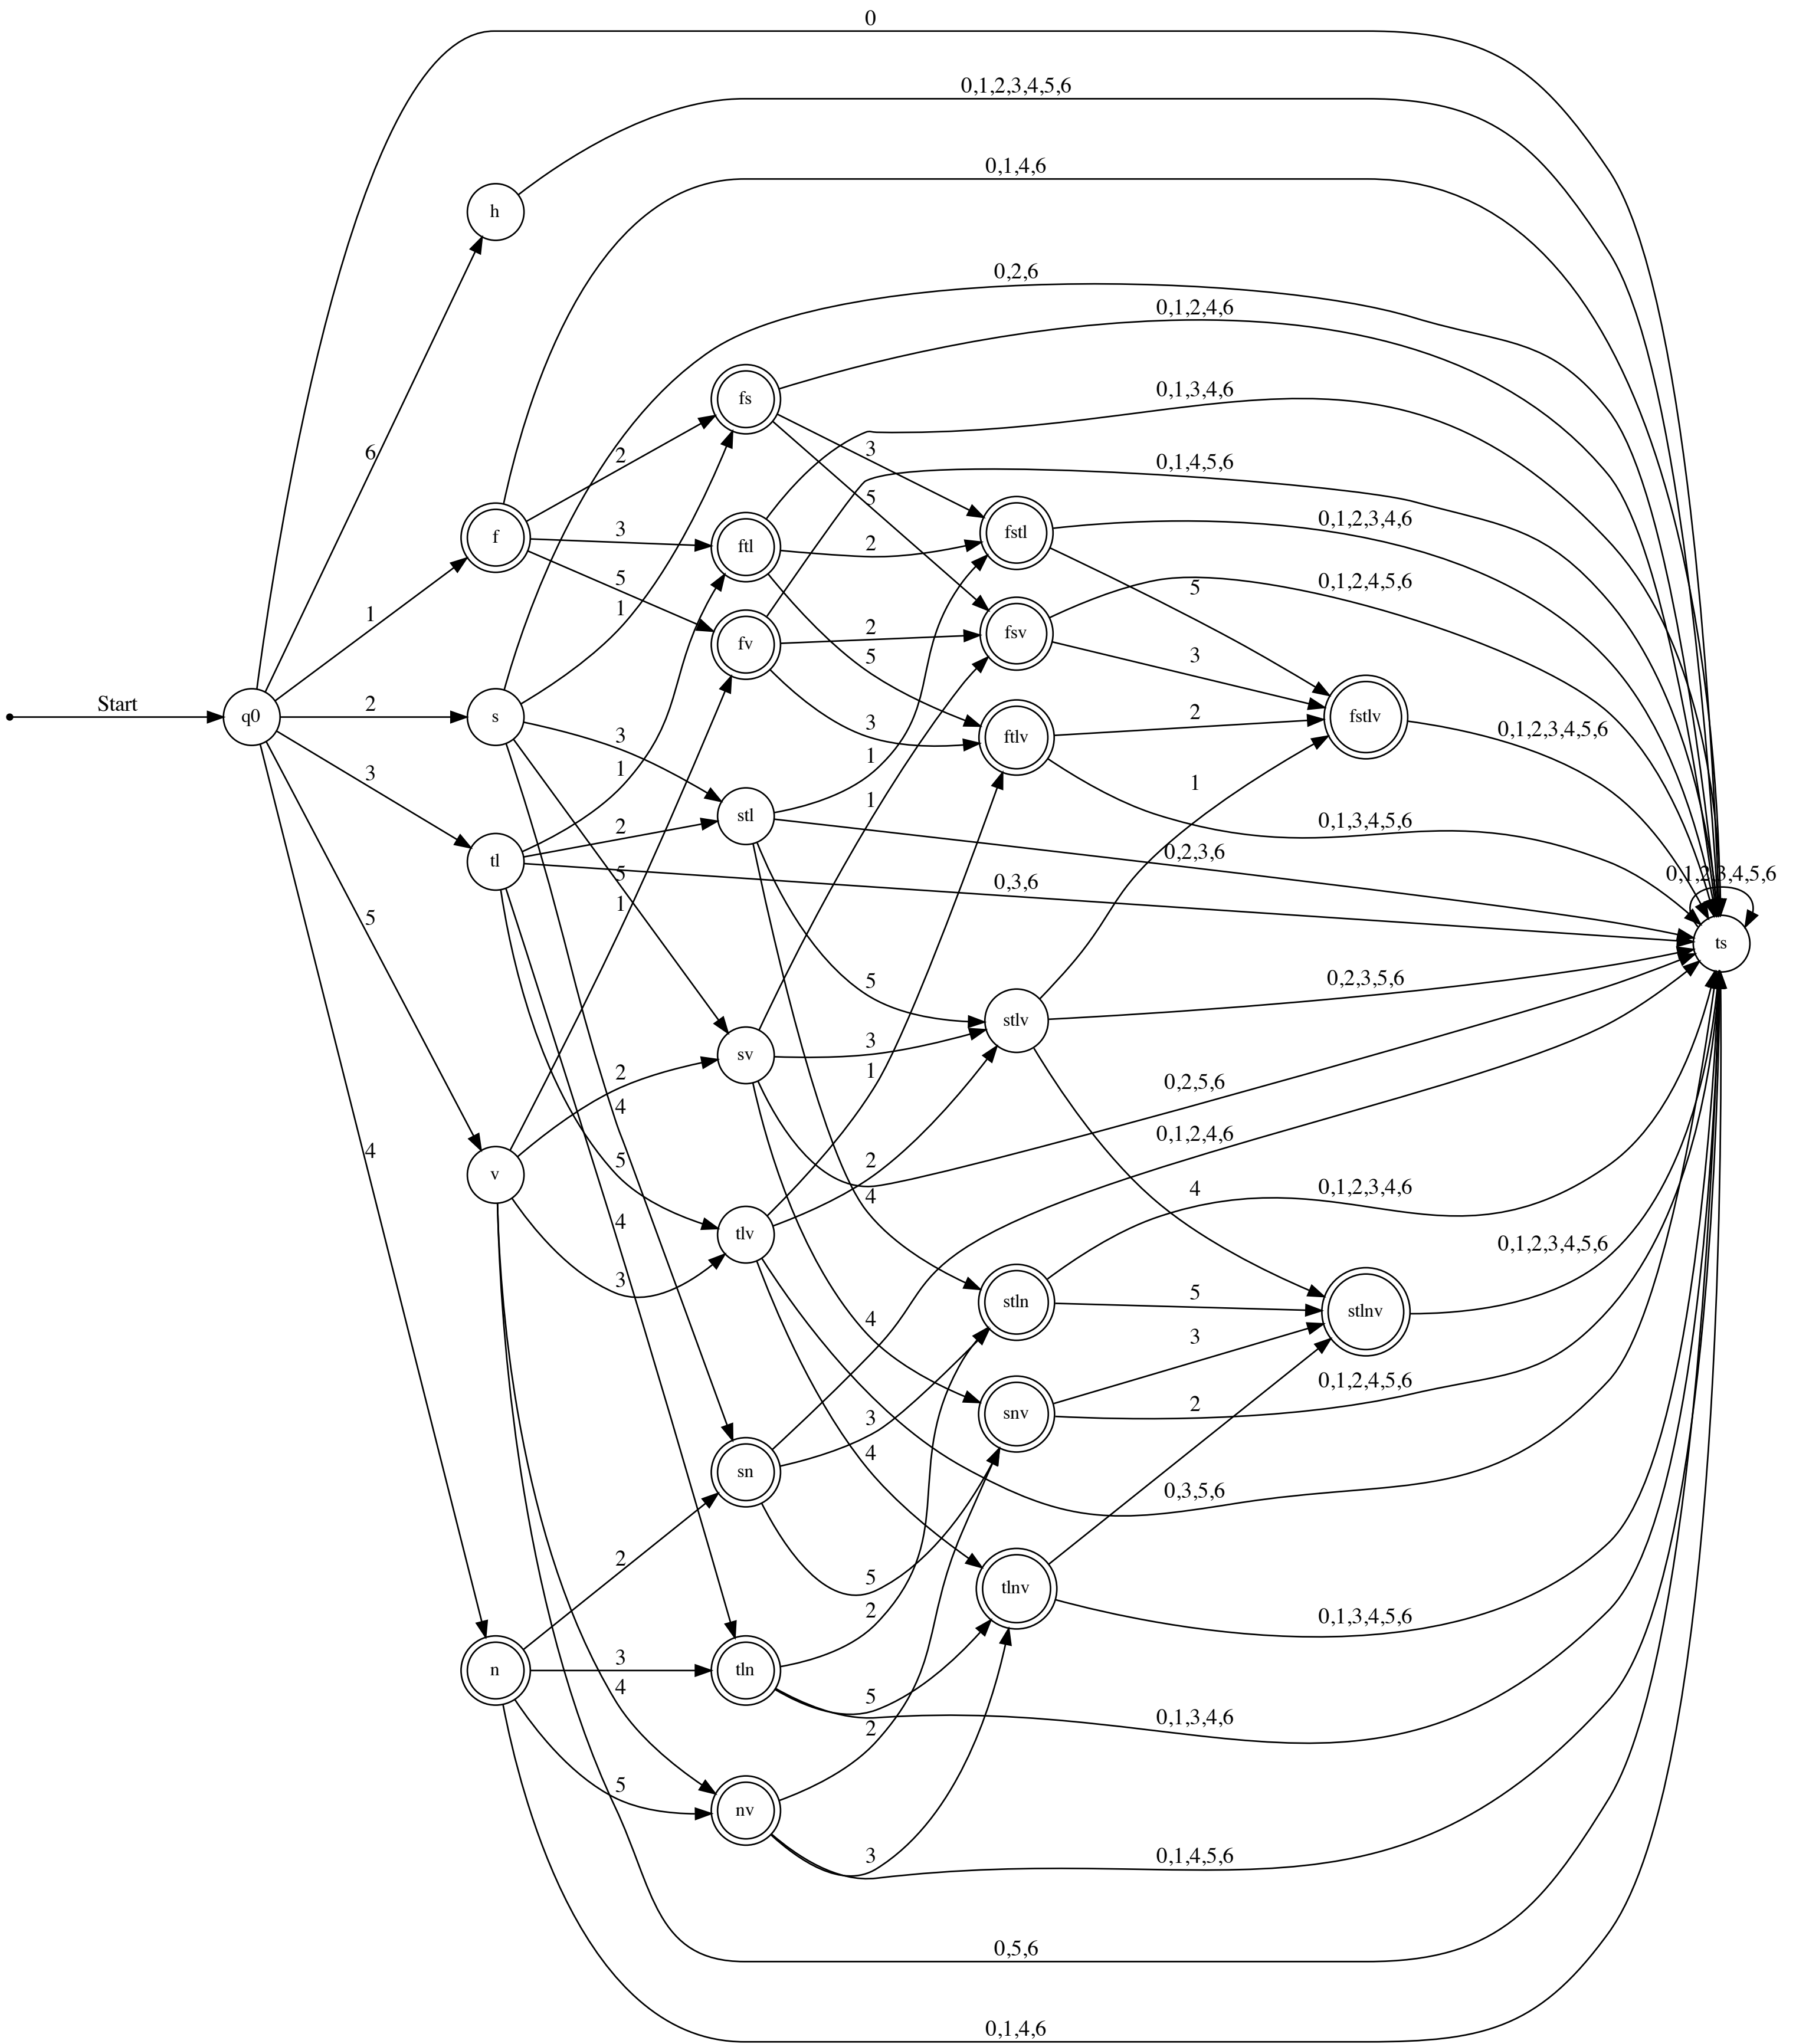 0
0,1,2,3,4,5,6
0,1,4,6
h
0,2,6
0,1,2,4,6
fs
0,1,3,4,6
6
2
3
0,1,4,5,6
5
f
3
ftl
2
fstl
0,1,2,3,4,6
5
1
1
fv
2
5
fsv
5
3
0,1,2,4,5,6
Start
q0
2
s
3
1
3
1
ftlv
2
fstlv
0,1,2,3,4,5,6
3
2
stl
1
1
0,1,3,4,5,6
tl
5
1
0,3,6
0,2,3,6
0,1,2,3,4,5,6
5
ts
5
stlv
0,2,3,5,6
2
4
sv
3
1
0,2,5,6
4
v
5
2
4
0,1,2,4,6
4
0,1,2,3,4,6
4
3
tlv
4
stln
5
stlnv
0,1,2,3,4,5,6
3
snv
2
0,1,2,4,5,6
sn
3
4
0,3,5,6
2
5
2
tlnv
0,1,3,4,5,6
n
3
4
tln
5
2
0,1,3,4,6
5
nv
3
0,1,4,5,6
0,5,6
0,1,4,6